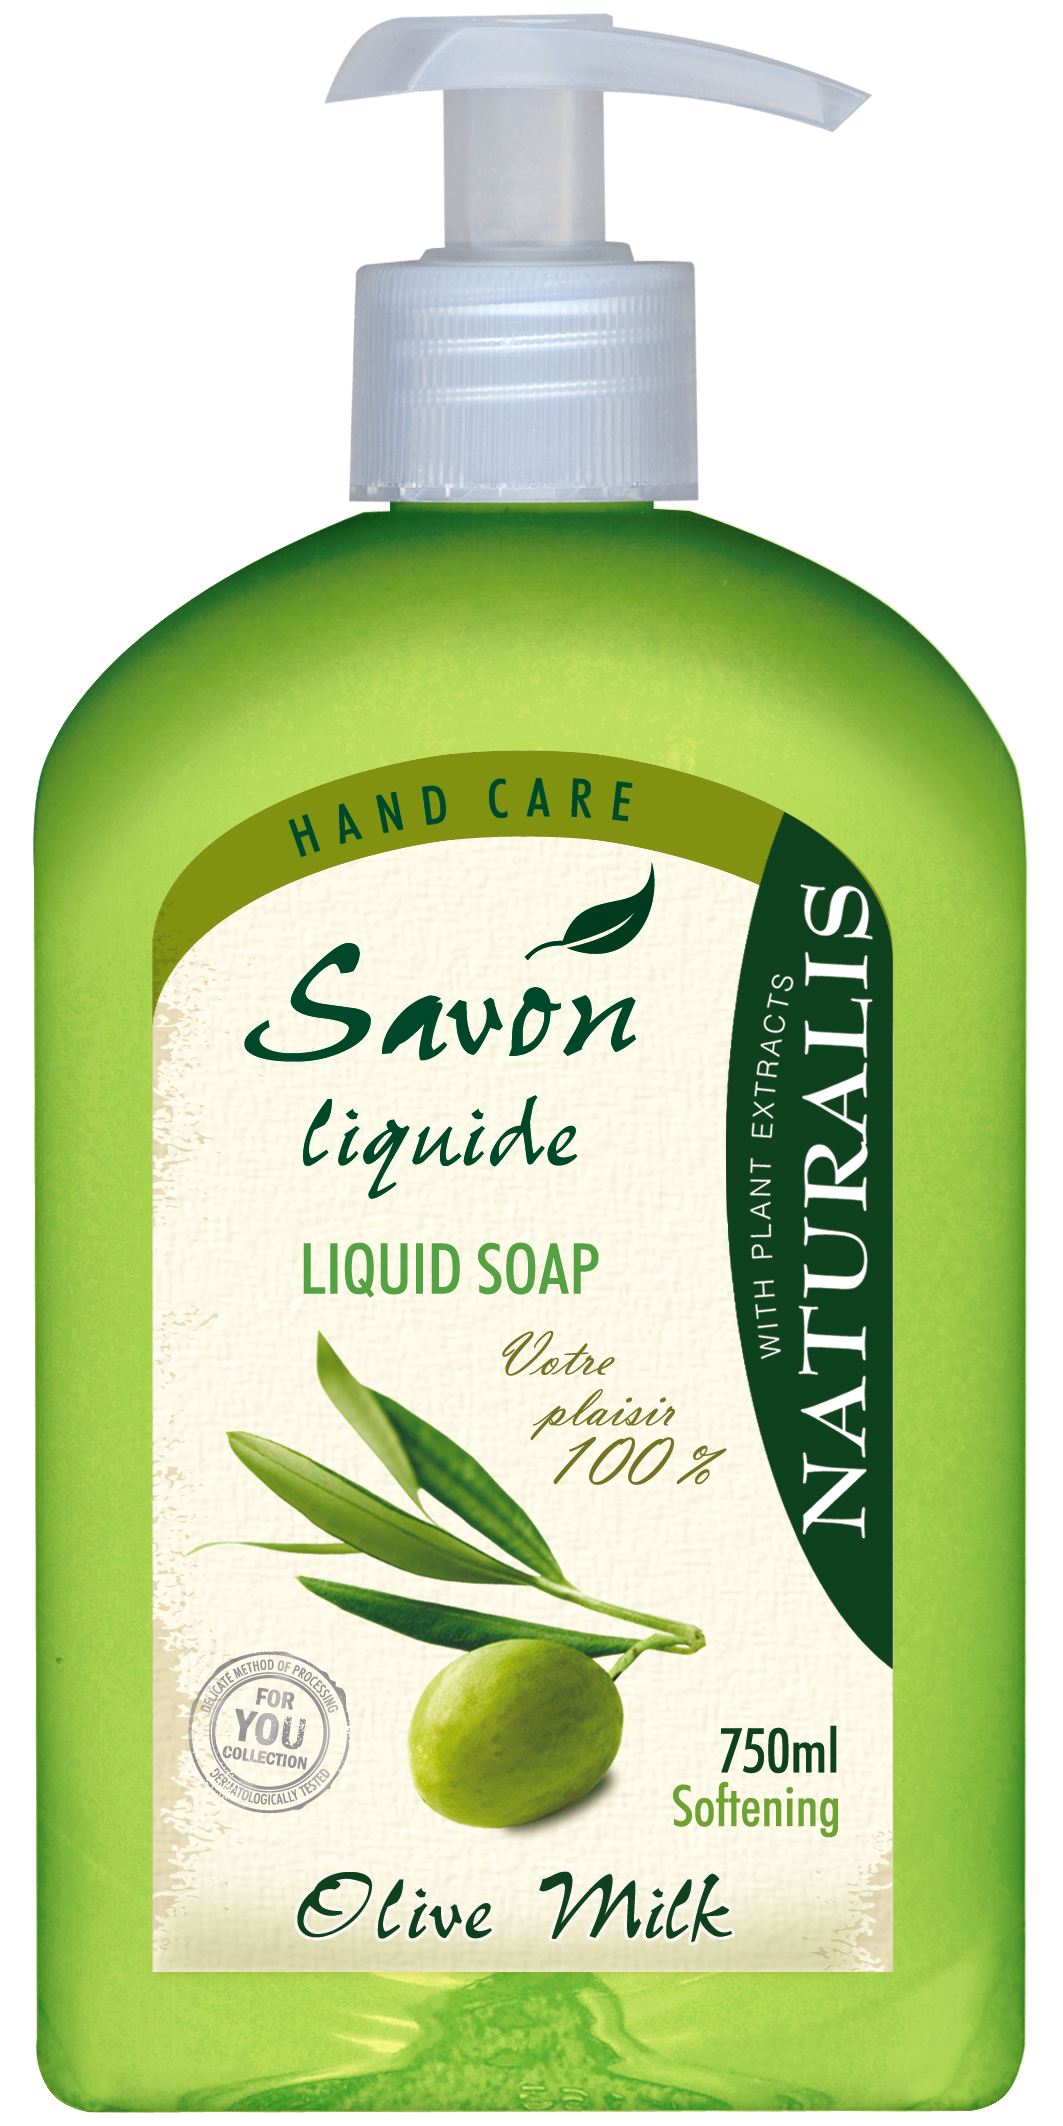 HAND CARE
Savon
liquide
LIQUID SOAP
WITH PLANT EXTRACTS
NATURALIS
Votre
plaisir
100%
DELICATE METHOD OF PROCESSING
FOR
YOU
COLLECTION
DERMATOLOGICALLY TESTED
750ml
Softening
Olive Milk